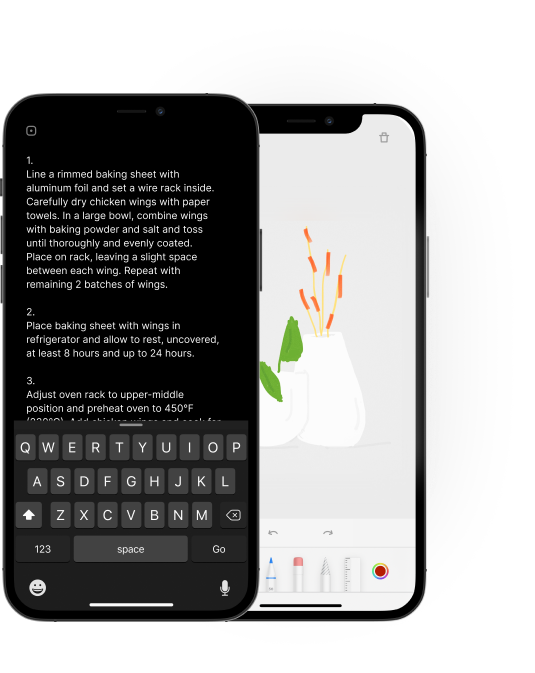 1.
Line a rimmed baking sheet with
aluminum foil and set a wire rack inside.
Carefully dry chicken wings with paper
towels. In a large bowl, combine wings
with baking powder and salt and toss
until thoroughly and evenly coated.
Place on rack, leaving a slight space
between each wing. Repeat with
remaining 2 batches of wings.
2.
Place baking sheet with wings in
refrigerator and allow to rest, uncovered,
at least 8 hours and up to 24 hours.
3.
Adjust oven rack to upper-middle
position and preheat oven to 450°F
Q W E R T Y U I O P
A S D F G H J K L
Z X C V B N M
123 space Go